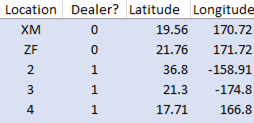 Location Dealer? Latitude Longitude
XM 0 19.56 170.72
ZF 0 21.76 171.72
2 1 36.8 -158.91
3 1 21.3 -174.8
4 1 17.71 166.8